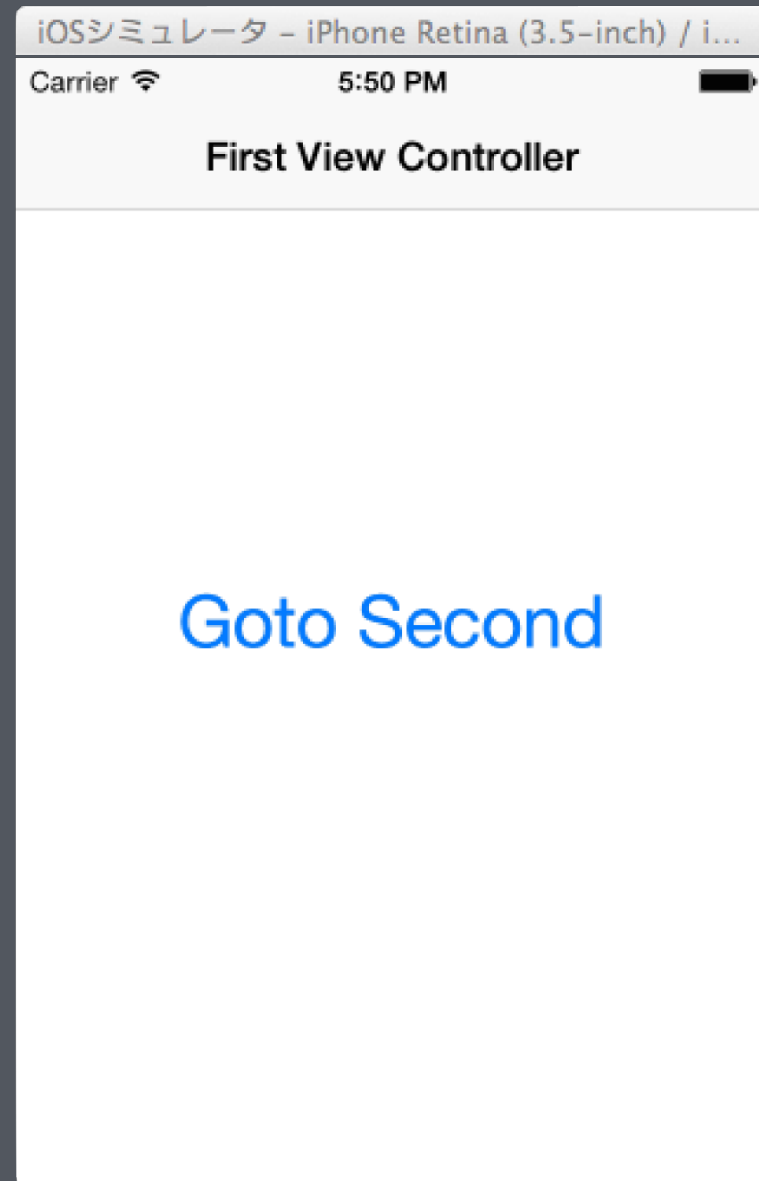 iOSシミュレータ – iPhone Retina (3.5-inch) / i...
Carrier 5:50 PM
First View Controller
Goto Second